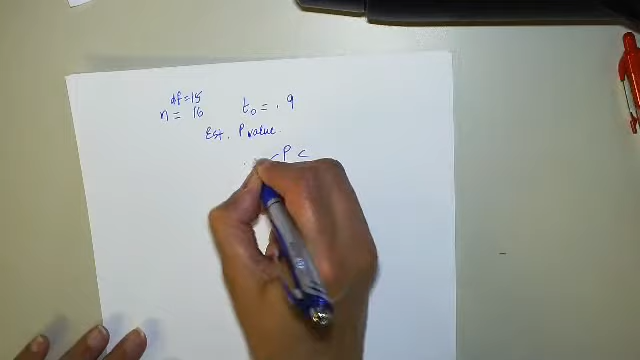 df=15
n = 16 t₀ = .9
Est. P value.
< P <